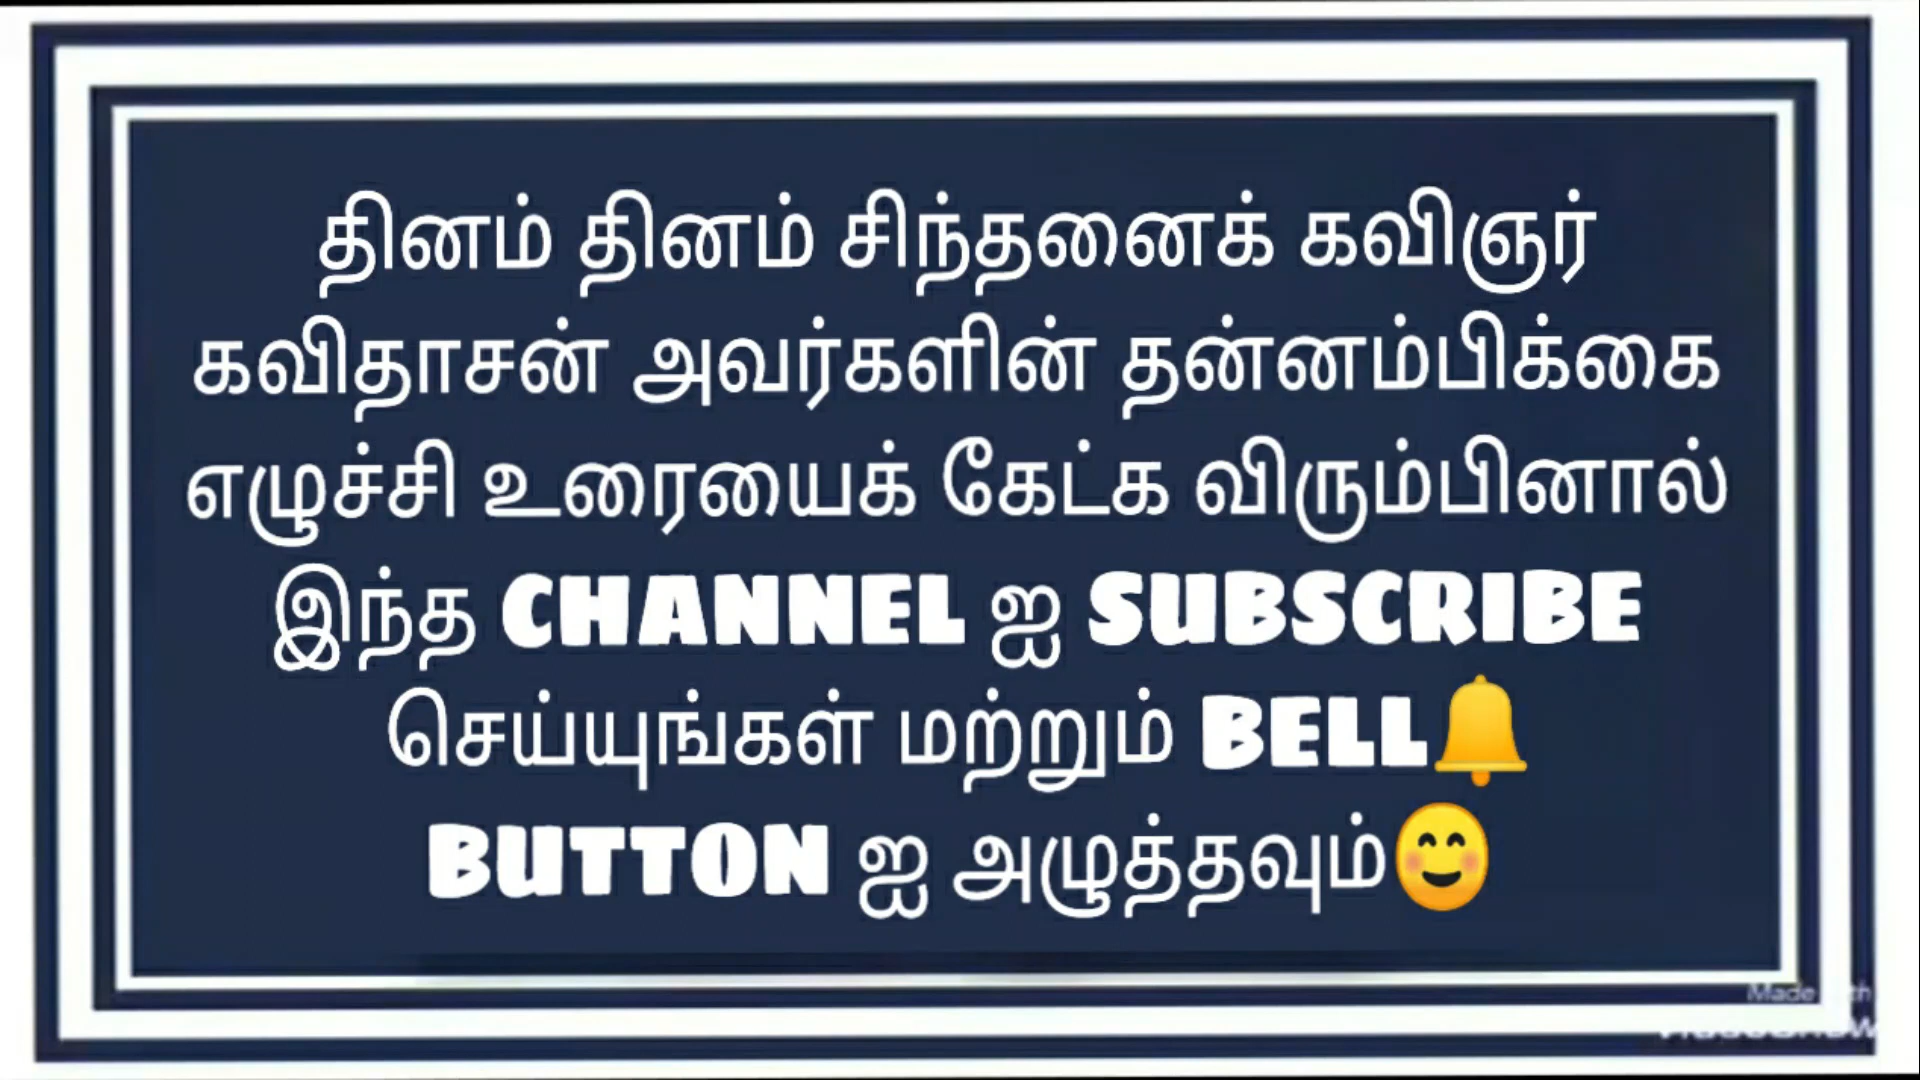 தினம் தினம் சிந்தனைக் கவிஞர்
கவிதாசன் அவர்களின் தன்னம்பிக்கை
எழுச்சி உரையைக் கேட்க விரும்பினால்
இந்த CHANNEL ஐ SUBSCRIBE
செய்யுங்கள் மற்றும் BELL🔔
BUTTON ஐ அழுத்தவும்😊
Made